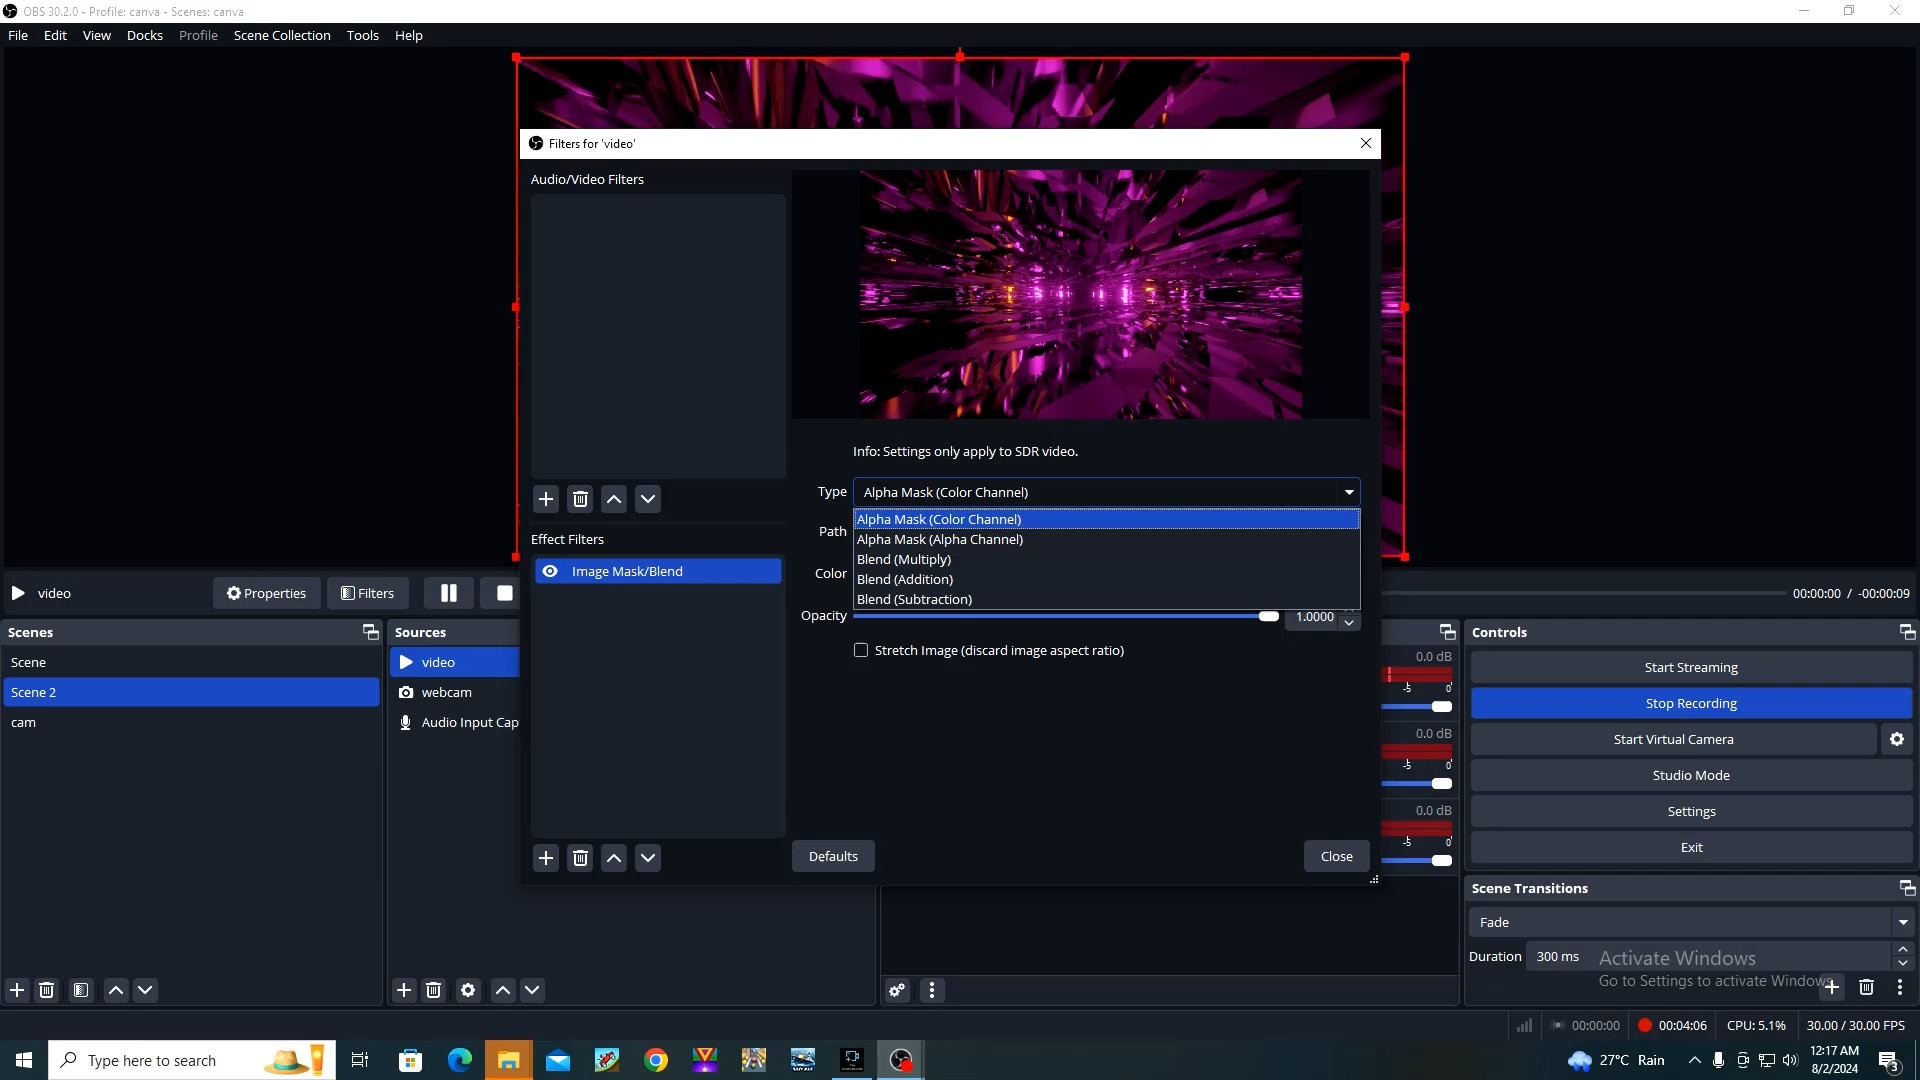 OBS 30.2.0 - Profile: canva - Scenes: canva
File Edit View Docks Profile Scene Collection Tools Help
Filters for 'video'
Audio/Video Filters
Info: Settings only apply to SDR video.
Type Alpha Mask (Color Channel)
Alpha Mask (Color Channel)
Path
Alpha Mask (Alpha Channel)
Blend (Multiply)
Color
Blend (Addition)
Blend (Subtraction)
Opacity 1.0000
Stretch Image (discard image aspect ratio)
Effect Filters
Image Mask/Blend
Defaults
Close
video Properties Filters
00:00:00 / -00:00:09
Scenes
Scene
Scene 2
cam
Sources
video
webcam
Audio Input Cap
0.0 dB
-5 0
0.0 dB
-5 0
0.0 dB
-5 0
Controls
Start Streaming
Stop Recording
Start Virtual Camera
Studio Mode
Settings
Exit
Scene Transitions
Fade
Duration 300 ms
Activate Windows
Go to Settings to activate Windows
00:00:00 00:04:06 CPU: 5.1% 30.00 / 30.00 FPS
Type here to search
27°C Rain
12:17 AM
8/2/2024
3